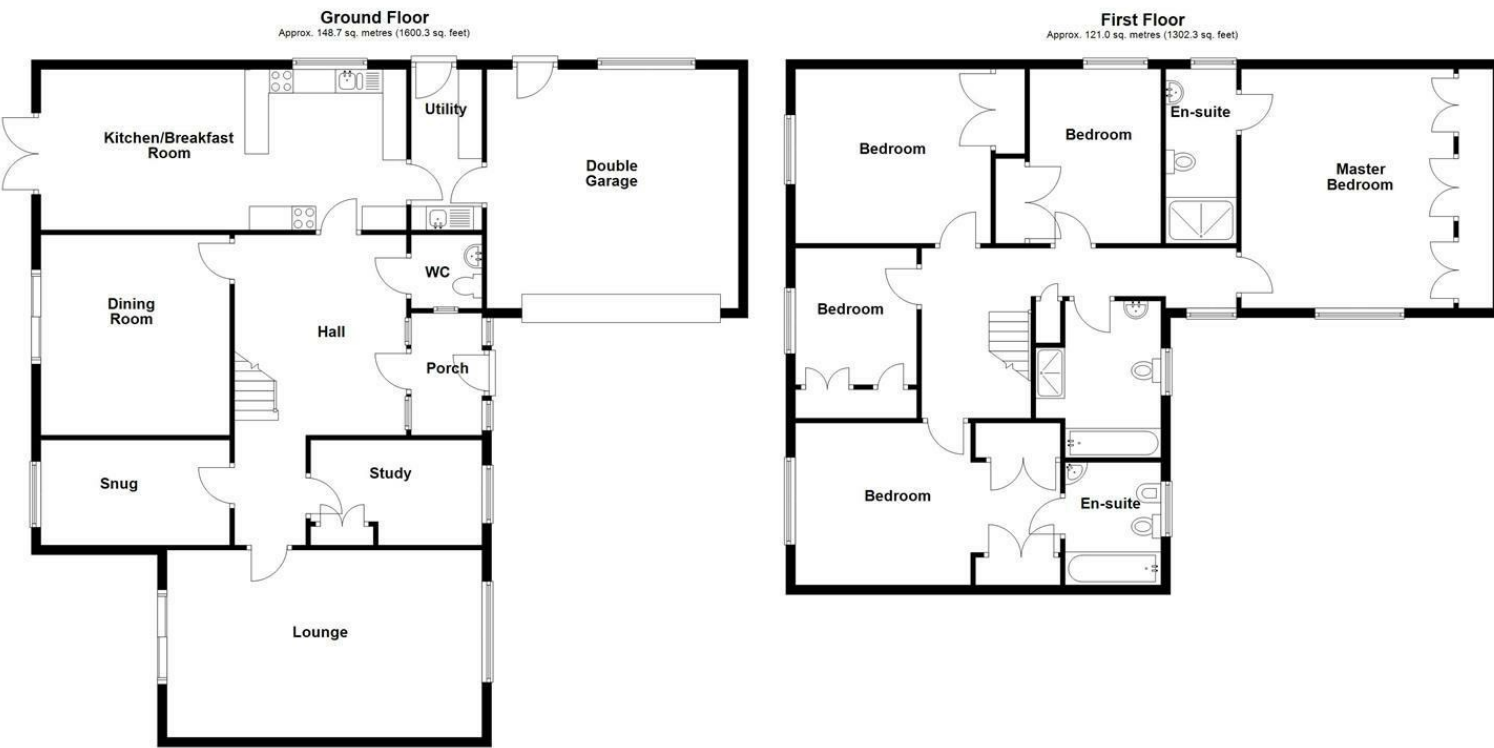 Ground Floor
Approx. 148.7 sq. metres (1600.3 sq. feet)
Kitchen/Breakfast
Room
Utility
Double
Garage
WC
Dining
Room
Hall
Porch
Snug
Study
Lounge
First Floor
Approx. 121.0 sq. metres (1302.3 sq. feet)
Bedroom
Bedroom
En-suite
Master
Bedroom
Bedroom
Bedroom
En-suite